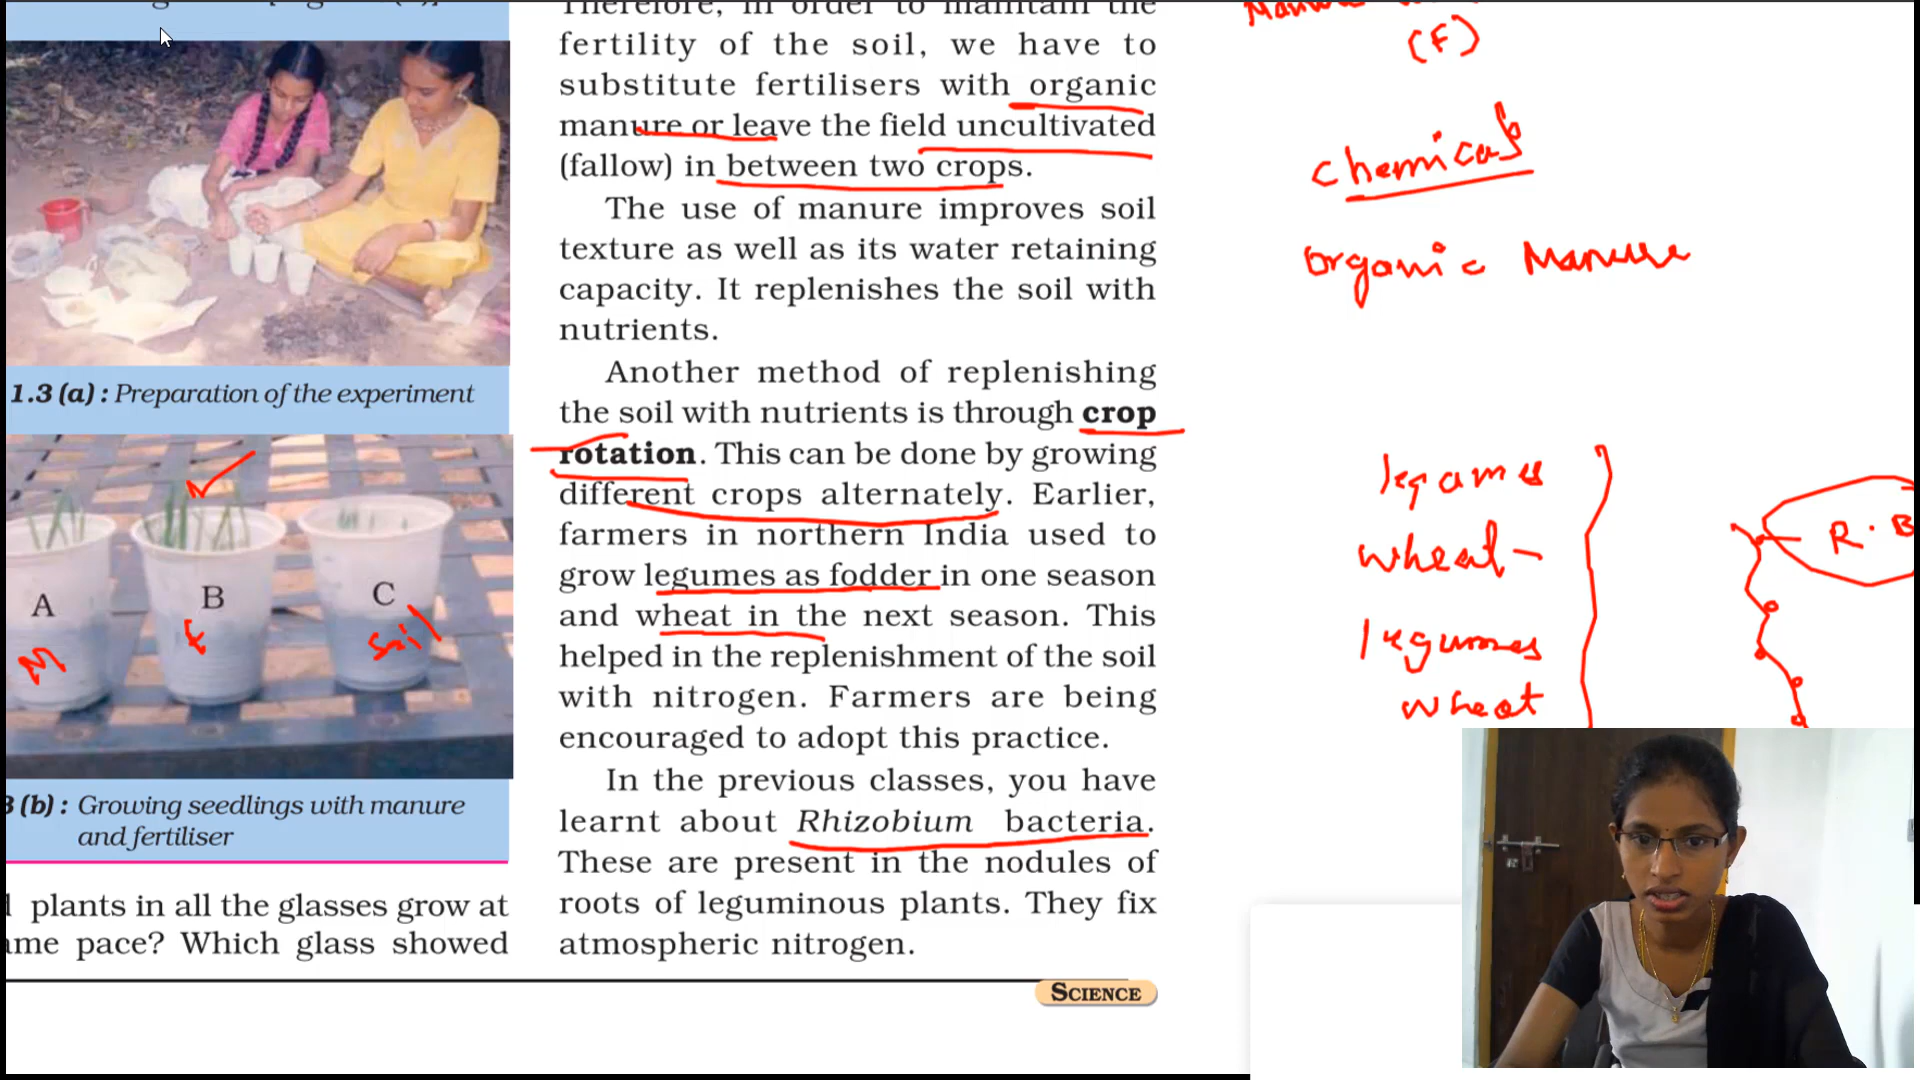 1.3 (a) : Preparation of the experiment
A
B
C
M
F
Soil
(b) : Growing seedlings with manure
and fertiliser
plants in all the glasses grow at
pace? Which glass showed
Therefore, in order to maintain the
fertility of the soil, we have to
substitute fertilisers with organic
manure or leave the field uncultivated
(fallow) in between two crops.
The use of manure improves soil
texture as well as its water retaining
capacity. It replenishes the soil with
nutrients.
Another method of replenishing
the soil with nutrients is through crop
rotation. This can be done by growing
different crops alternately. Earlier,
farmers in northern India used to
grow legumes as fodder in one season
and wheat in the next season. This
helped in the replenishment of the soil
with nitrogen. Farmers are being
encouraged to adopt this practice.
In the previous classes, you have
learnt about Rhizobium bacteria.
These are present in the nodules of
roots of leguminous plants. They fix
atmospheric nitrogen.
SCIENCE
Manure
(F)
chemicals
organic Manure
legumes
wheat-
legumes
wheat
R. B